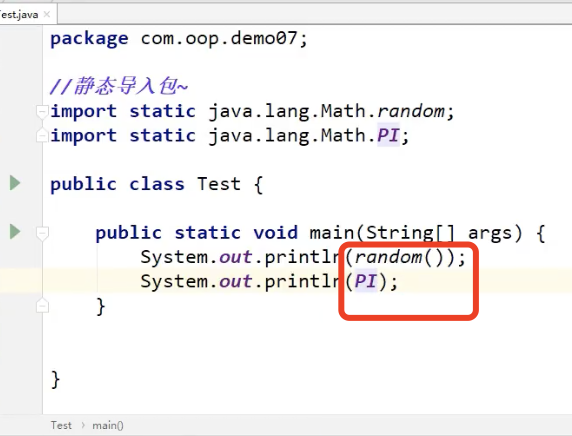 Test.java
package com.oop.demo07;
//静态导入包~
import static java.lang.Math.random;
import static java.lang.Math.PI;
public class Test {
public static void main(String[] args) {
System.out.println(random());
System.out.println(PI);
}
}
Test › main()